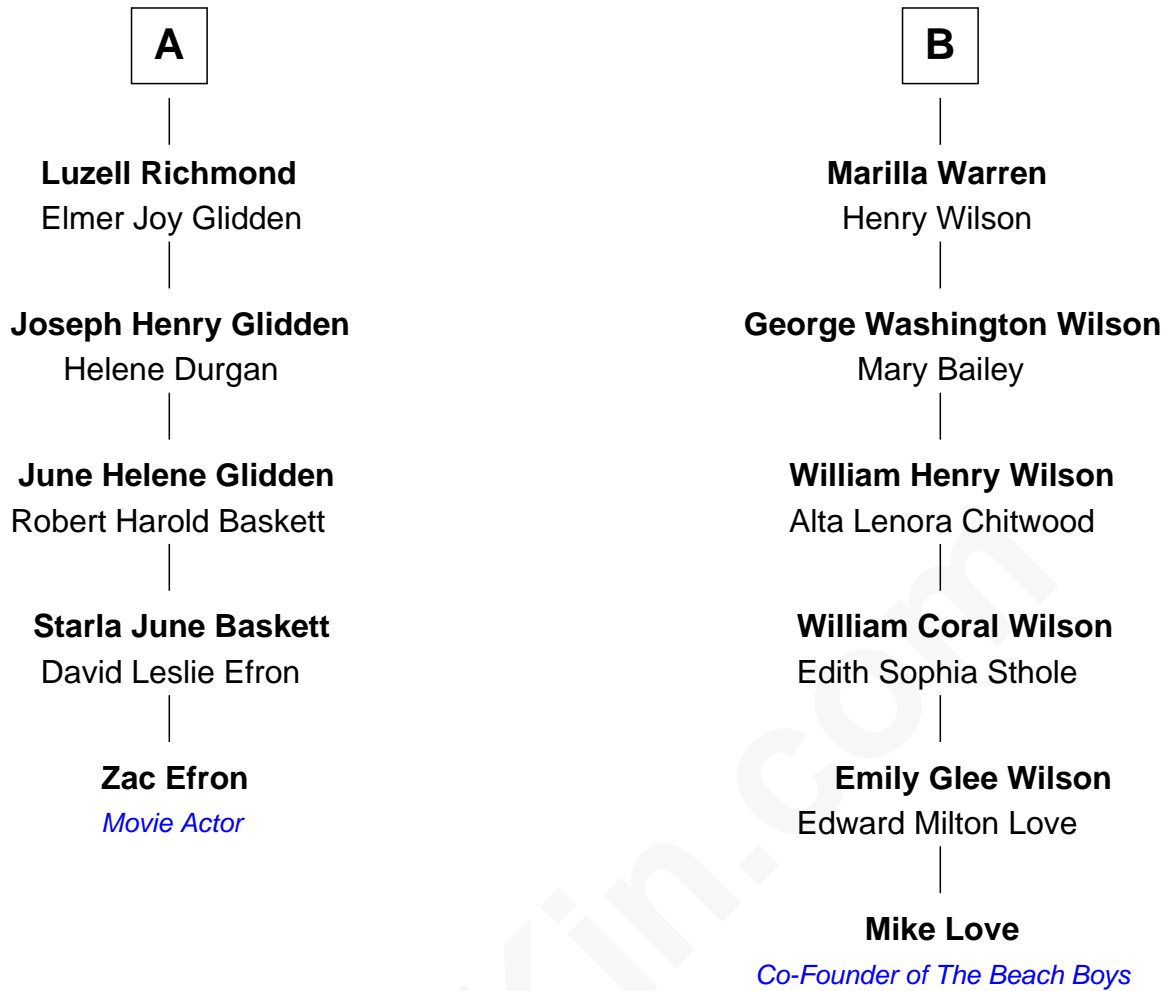 A
Luzell Richmond
Elmer Joy Glidden
Joseph Henry Glidden
Helene Durgan
June Helene Glidden
Robert Harold Baskett
Starla June Baskett
David Leslie Efron
Zac Efron
Movie Actor
B
Marilla Warren
Henry Wilson
George Washington Wilson
Mary Bailey
William Henry Wilson
Alta Lenora Chitwood
William Coral Wilson
Edith Sophia Sthole
Emily Glee Wilson
Edward Milton Love
Mike Love
Co-Founder of The Beach Boys
Kin.com